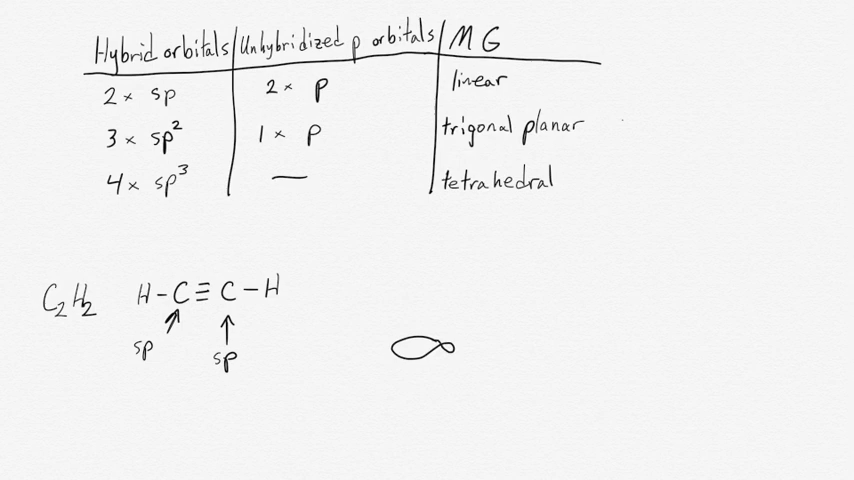 Hybrid orbitals Unhybridized p orbitals MG
2 × sp 2 × p linear
3 × sp² 1 × p trigonal planar
4 × sp³ — tetrahedral
C₂H₂ H-C≡C-H
sp sp